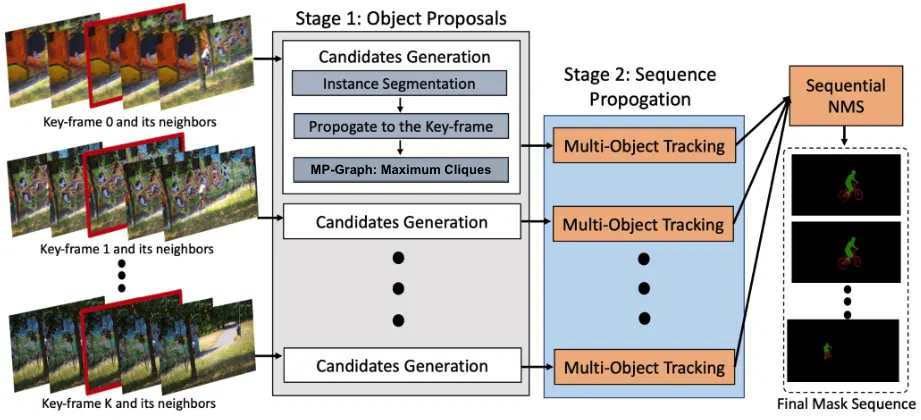 Stage 1: Object Proposals
Candidates Generation
Instance Segmentation
Propogate to the Key-frame
MP-Graph: Maximum Cliques
Key-frame 0 and its neighbors
Candidates Generation
Key-frame 1 and its neighbors
Candidates Generation
Key-frame K and its neighbors
Stage 2: Sequence
Propogation
Multi-Object Tracking
Multi-Object Tracking
Multi-Object Tracking
Sequential
NMS
Final Mask Sequence